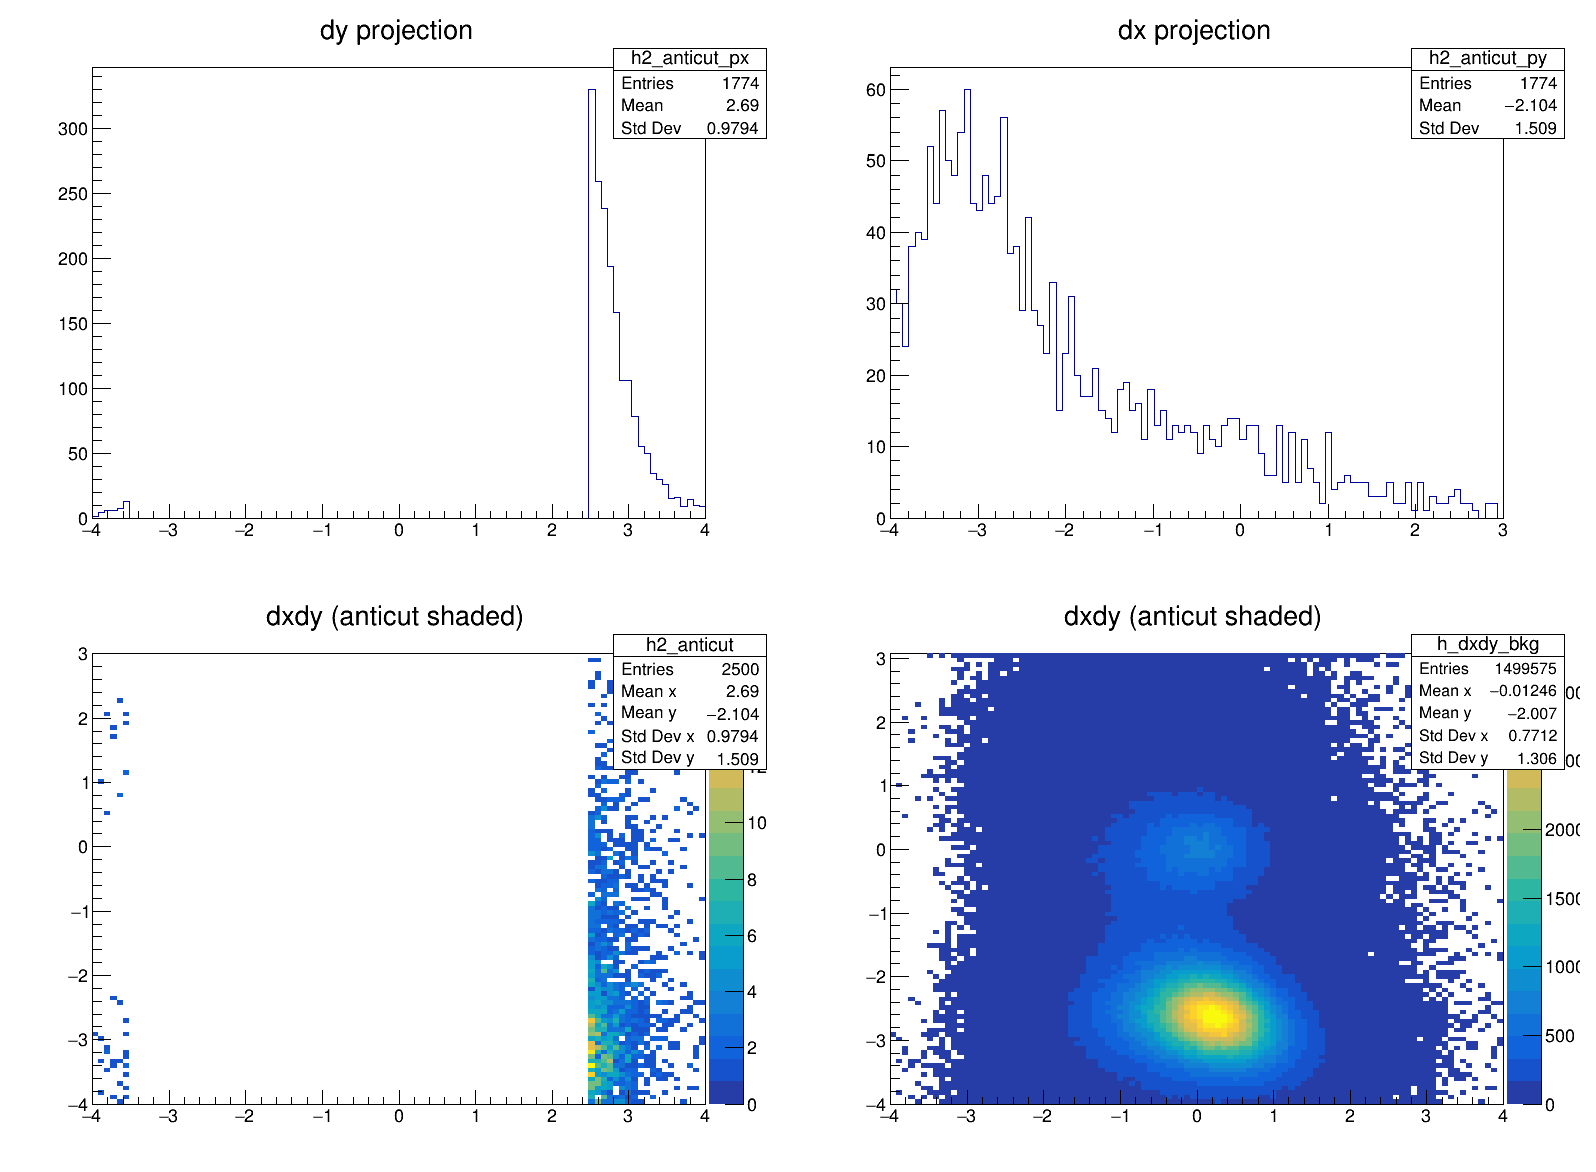 dy projection
h2_anticut_px
Entries 1774
Mean 2.69
Std Dev 0.9794
300
250
200
150
100
50
0
−4 −3 −2 −1 0 1 2 3 4
dx projection
h2_anticut_py
Entries 1774
Mean −2.104
Std Dev 1.509
60
50
40
30
20
10
0
−4 −3 −2 −1 0 1 2 3
dxdy (anticut shaded)
h2_anticut
Entries 2500
Mean x 2.69
Mean y −2.104
Std Dev x 0.9794
Std Dev y 1.509
3
2
1
0
−1
−2
−3
−4
−4 −3 −2 −1 0 1 2 3 4
10
8
6
4
2
0
dxdy (anticut shaded)
h_dxdy_bkg
Entries 1499575
Mean x −0.01246
Mean y −2.007
Std Dev x 0.7712
Std Dev y 1.306
3
2
1
0
−1
−2
−3
−4
−4 −3 −2 −1 0 1 2 3 4
500
0